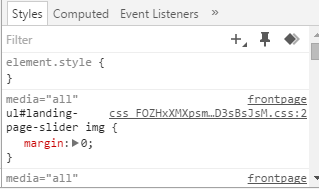 Styles Computed Event Listeners »
Filter
element.style {
}
media="all" frontpage
ul#landing- css_FOZHxXMXpsm…D3sBsJsM.css:2
page-slider img {
margin:▶0;
}
media="all" frontpage